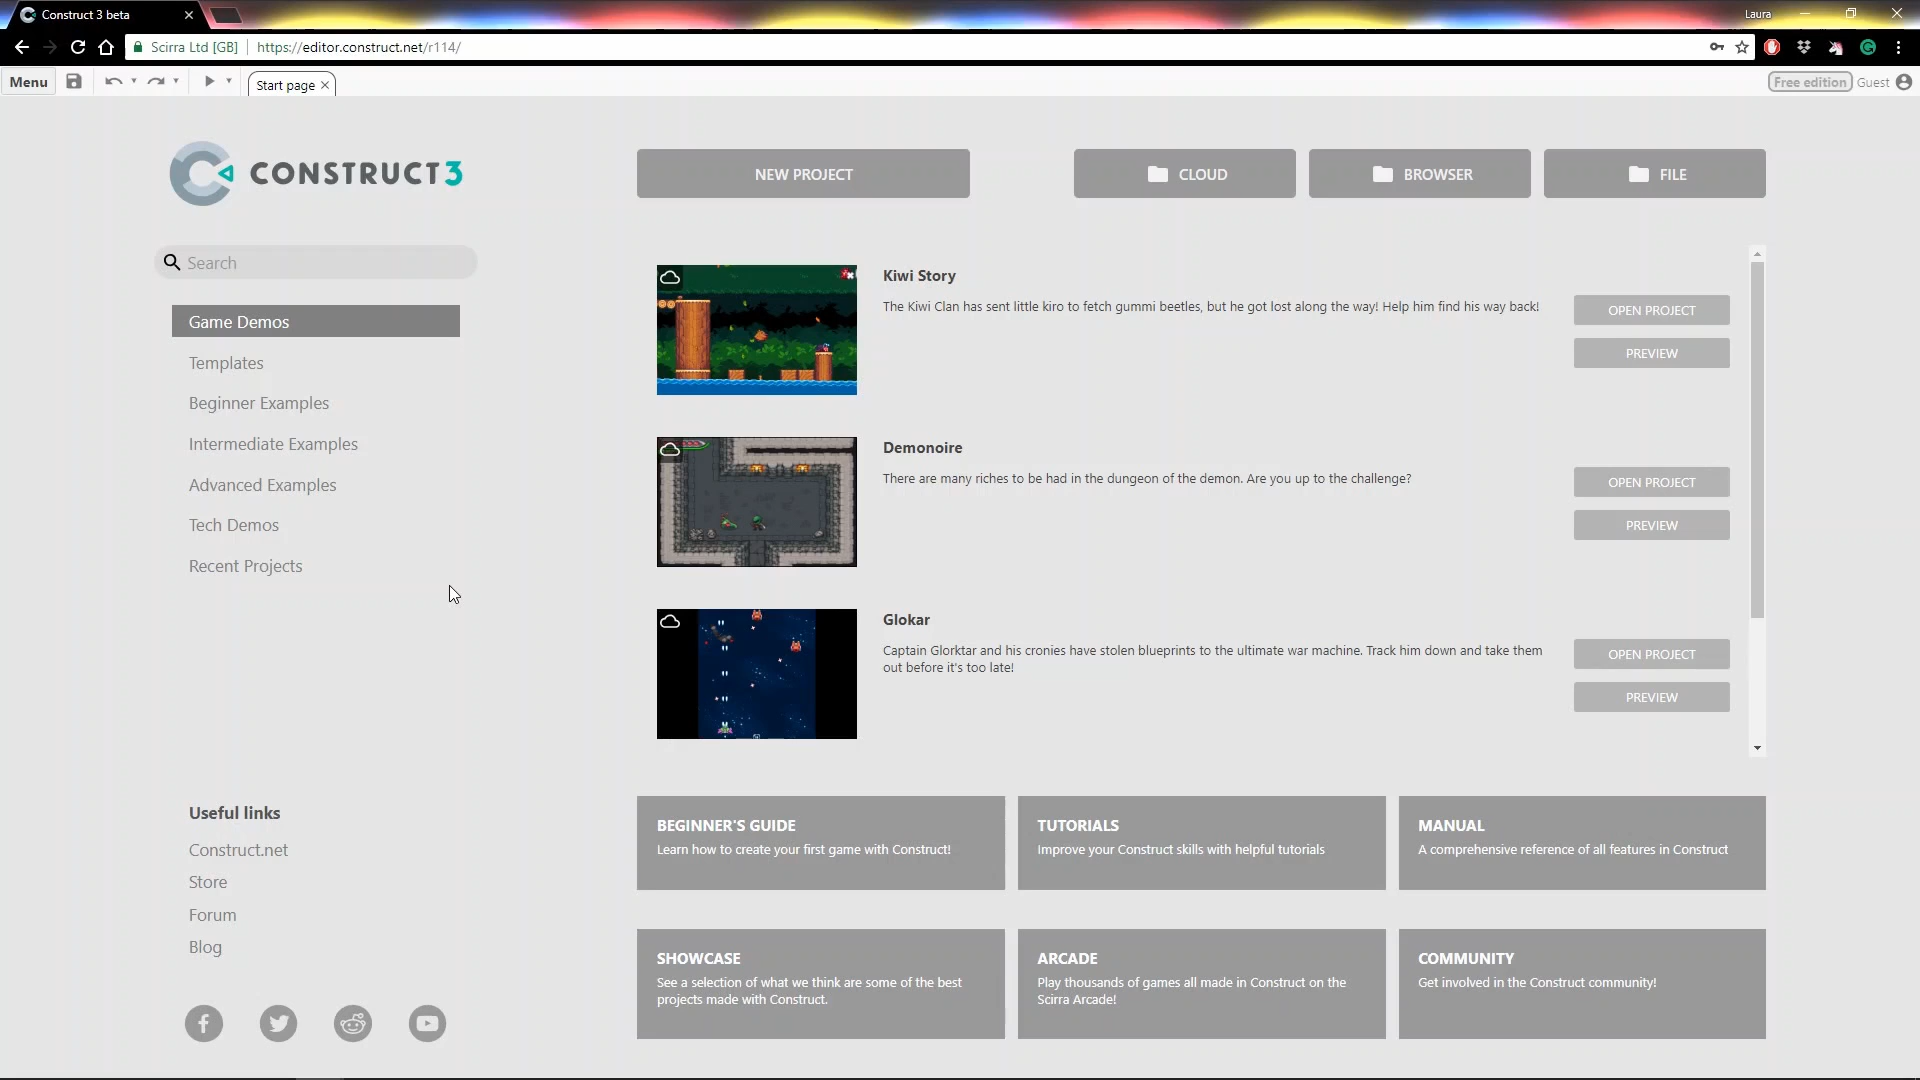 Construct 3 beta
Laura
Scirra Ltd [GB]
https://editor.construct.net/r114/
Menu
Start page
Free edition
Guest
CONSTRUCT 3
NEW PROJECT
CLOUD
BROWSER
FILE
Search
Game Demos
Templates
Beginner Examples
Intermediate Examples
Advanced Examples
Tech Demos
Recent Projects
Kiwi Story
The Kiwi Clan has sent little kiro to fetch gummi beetles, but he got lost along the way! Help him find his way back!
OPEN PROJECT
PREVIEW
Demonoire
There are many riches to be had in the dungeon of the demon. Are you up to the challenge?
OPEN PROJECT
PREVIEW
Glokar
Captain Glorktar and his cronies have stolen blueprints to the ultimate war machine. Track him down and take them
out before it's too late!
OPEN PROJECT
PREVIEW
Useful links
Construct.net
Store
Forum
Blog
BEGINNER'S GUIDE
Learn how to create your first game with Construct!
TUTORIALS
Improve your Construct skills with helpful tutorials
MANUAL
A comprehensive reference of all features in Construct
SHOWCASE
See a selection of what we think are some of the best
projects made with Construct.
ARCADE
Play thousands of games all made in Construct on the
Scirra Arcade!
COMMUNITY
Get involved in the Construct community!